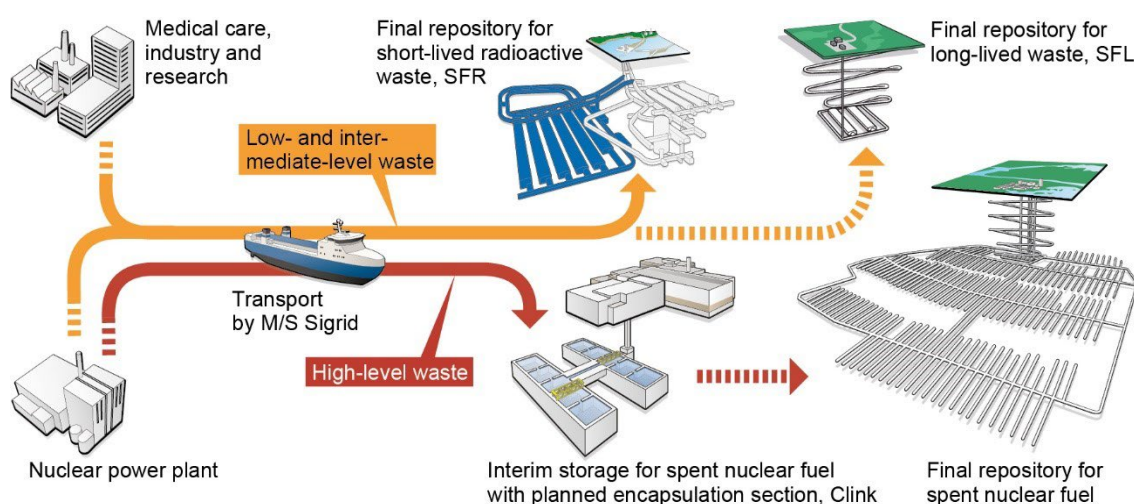 Medical care,
industry and
research
Final repository for
short-lived radioactive
waste, SFR
Final repository for
long-lived waste, SFL
Low- and inter-
mediate-level waste
Transport
by M/S Sigrid
High-level waste
Nuclear power plant
Interim storage for spent nuclear fuel
with planned encapsulation section, Clink
Final repository for
spent nuclear fuel